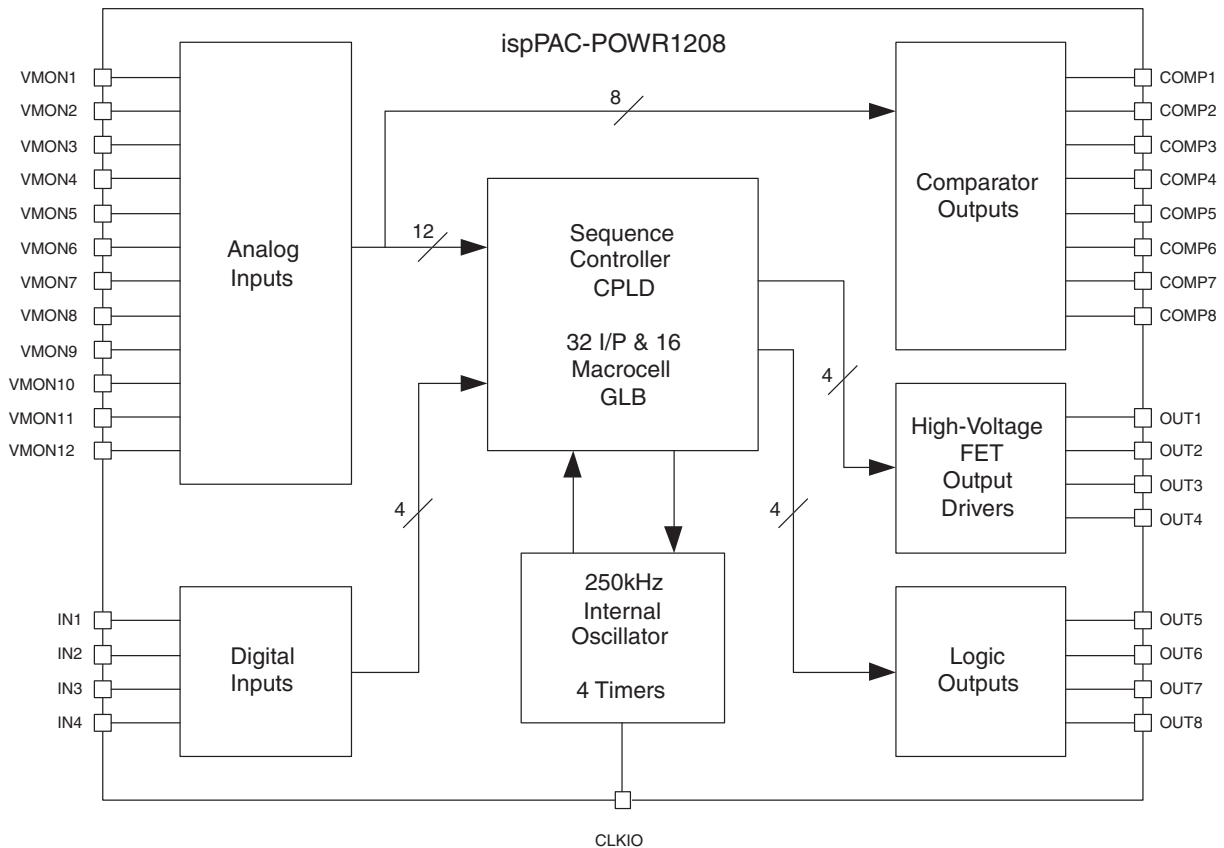 ispPAC-POWR1208
VMON1
VMON2
VMON3
VMON4
VMON5
VMON6
VMON7
VMON8
VMON9
VMON10
VMON11
VMON12
Analog
Inputs
8
12
Sequence
Controller
CPLD
32 I/P & 16
Macrocell
GLB
Comparator
Outputs
COMP1
COMP2
COMP3
COMP4
COMP5
COMP6
COMP7
COMP8
4
High-Voltage
FET
Output
Drivers
OUT1
OUT2
OUT3
OUT4
IN1
IN2
IN3
IN4
Digital
Inputs
4
250kHz
Internal
Oscillator
4 Timers
4
Logic
Outputs
OUT5
OUT6
OUT7
OUT8
CLKIO